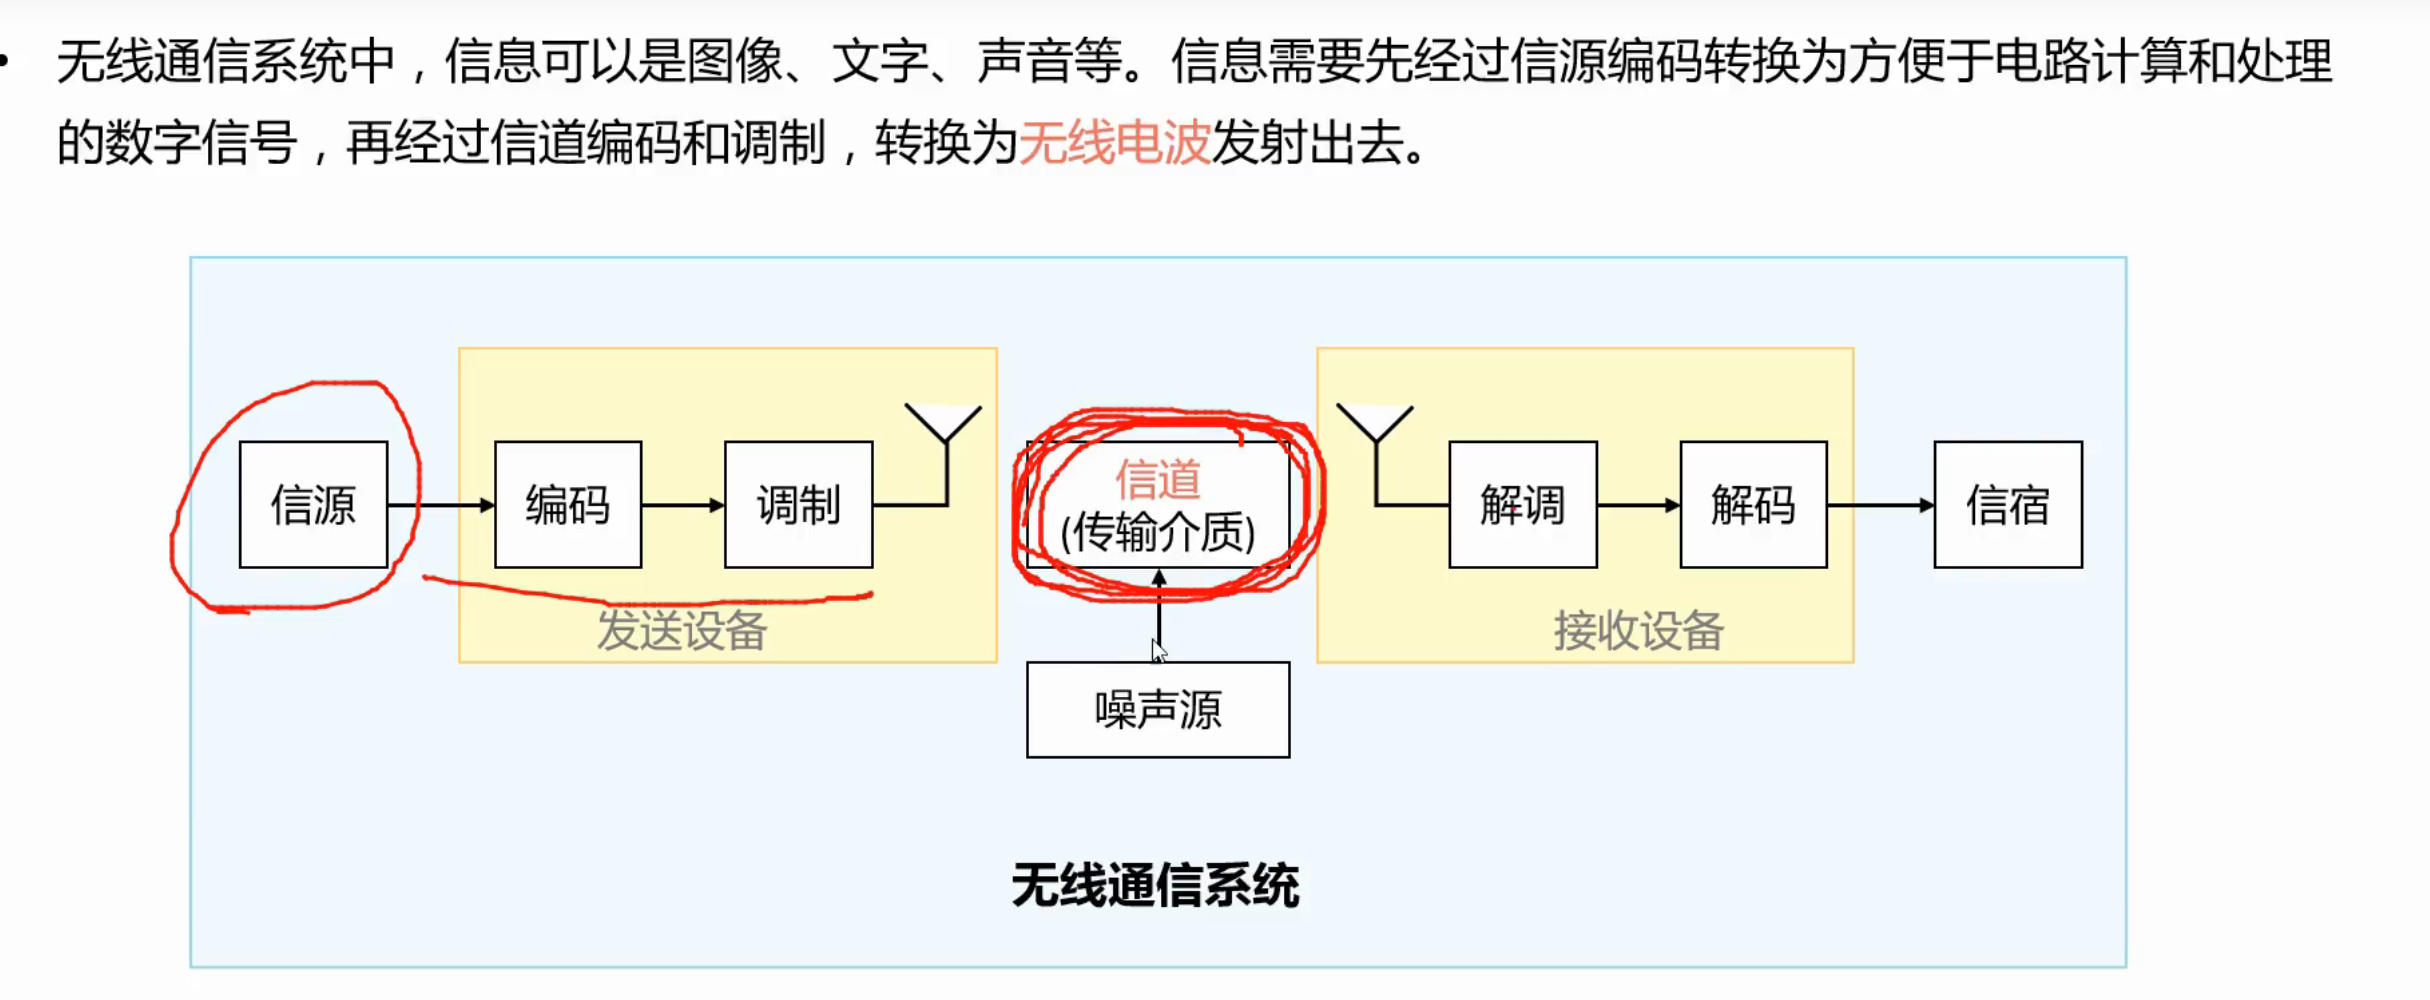 • 无线通信系统中，信息可以是图像、文字、声音等。信息需要先经过信源编码转换为方便于电路计算和处理
的数字信号，再经过信道编码和调制，转换为无线电波发射出去。
信源
编码
调制
信道
(传输介质)
解调
解码
信宿
发送设备
接收设备
噪声源
无线通信系统